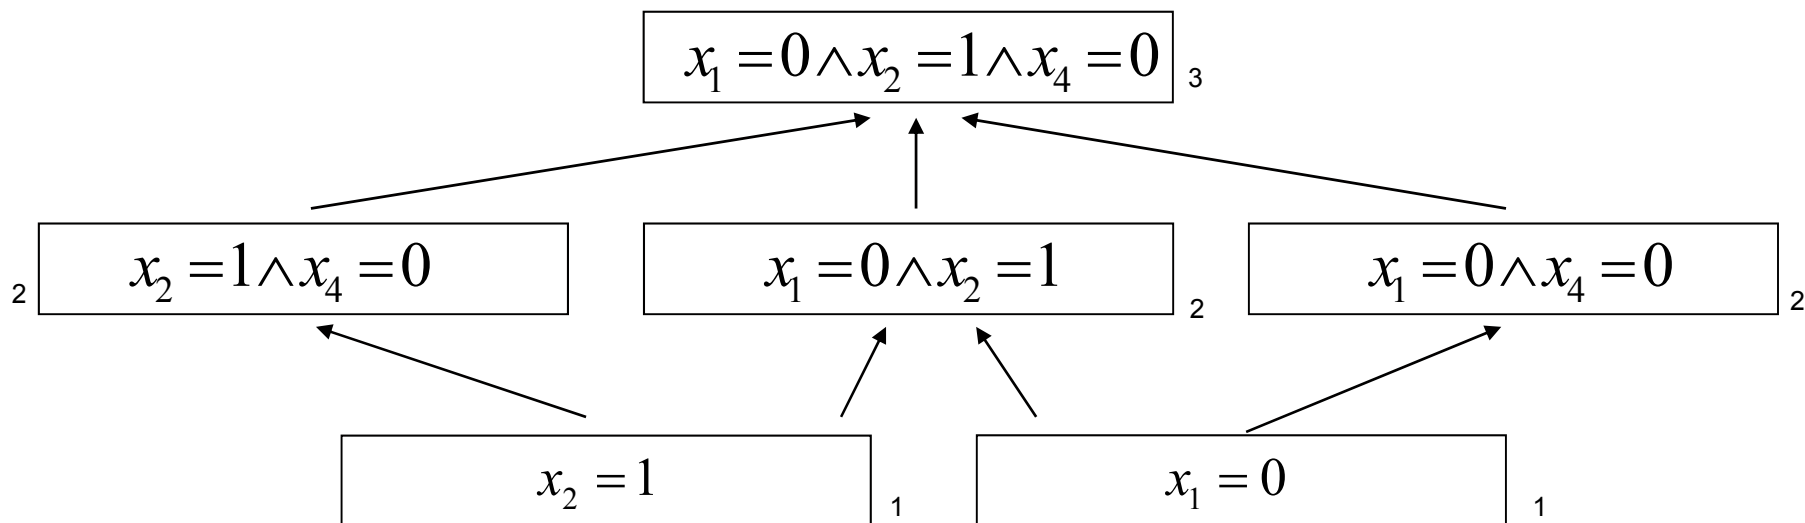 x₁ = 0 ∧ x₂ = 1 ∧ x₄ = 0 3
2 x₂ = 1 ∧ x₄ = 0 x₁ = 0 ∧ x₂ = 1 2 x₁ = 0 ∧ x₄ = 0 2
x₂ = 1 1 x₁ = 0 1